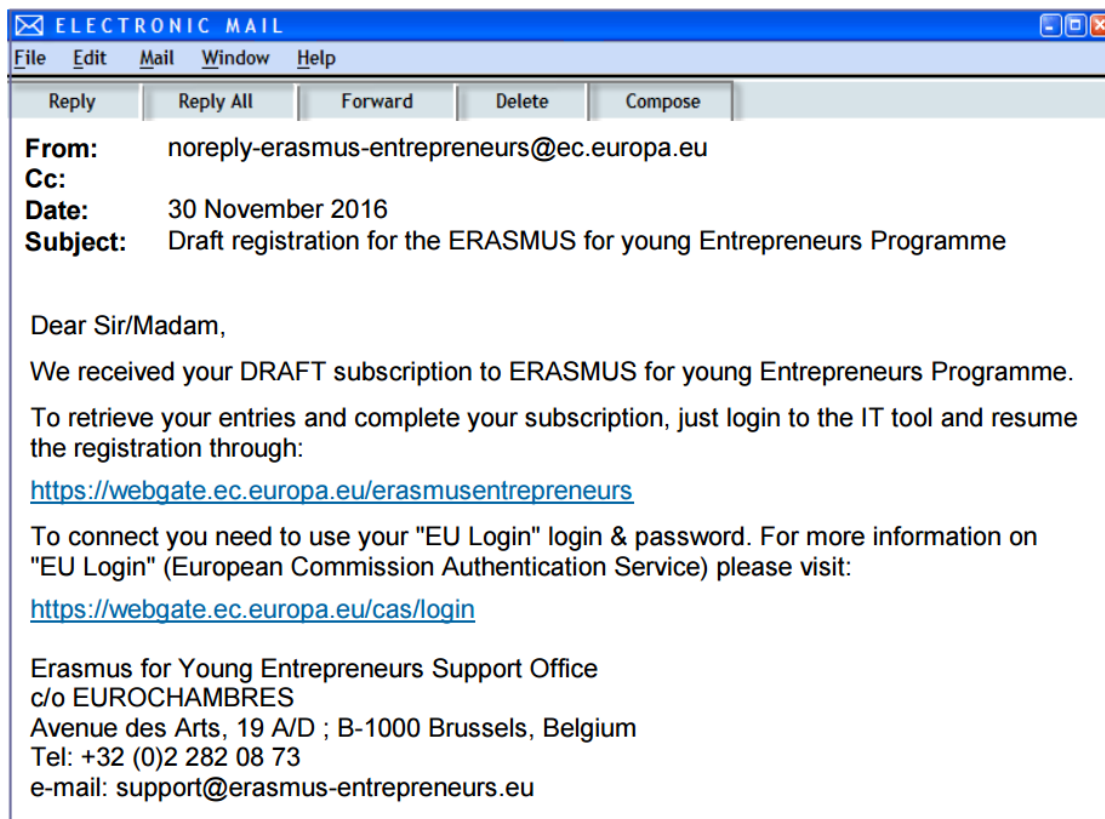 ELECTRONIC MAIL
File Edit Mail Window Help
Reply Reply All Forward Delete Compose
From: noreply-erasmus-entrepreneurs@ec.europa.eu
Cc:
Date: 30 November 2016
Subject: Draft registration for the ERASMUS for young Entrepreneurs Programme
Dear Sir/Madam,
We received your DRAFT subscription to ERASMUS for young Entrepreneurs Programme.
To retrieve your entries and complete your subscription, just login to the IT tool and resume
the registration through:
https://webgate.ec.europa.eu/erasmusentrepreneurs
To connect you need to use your "EU Login" login & password. For more information on
"EU Login" (European Commission Authentication Service) please visit:
https://webgate.ec.europa.eu/cas/login
Erasmus for Young Entrepreneurs Support Office
c/o EUROCHAMBRES
Avenue des Arts, 19 A/D ; B-1000 Brussels, Belgium
Tel: +32 (0)2 282 08 73
e-mail: support@erasmus-entrepreneurs.eu